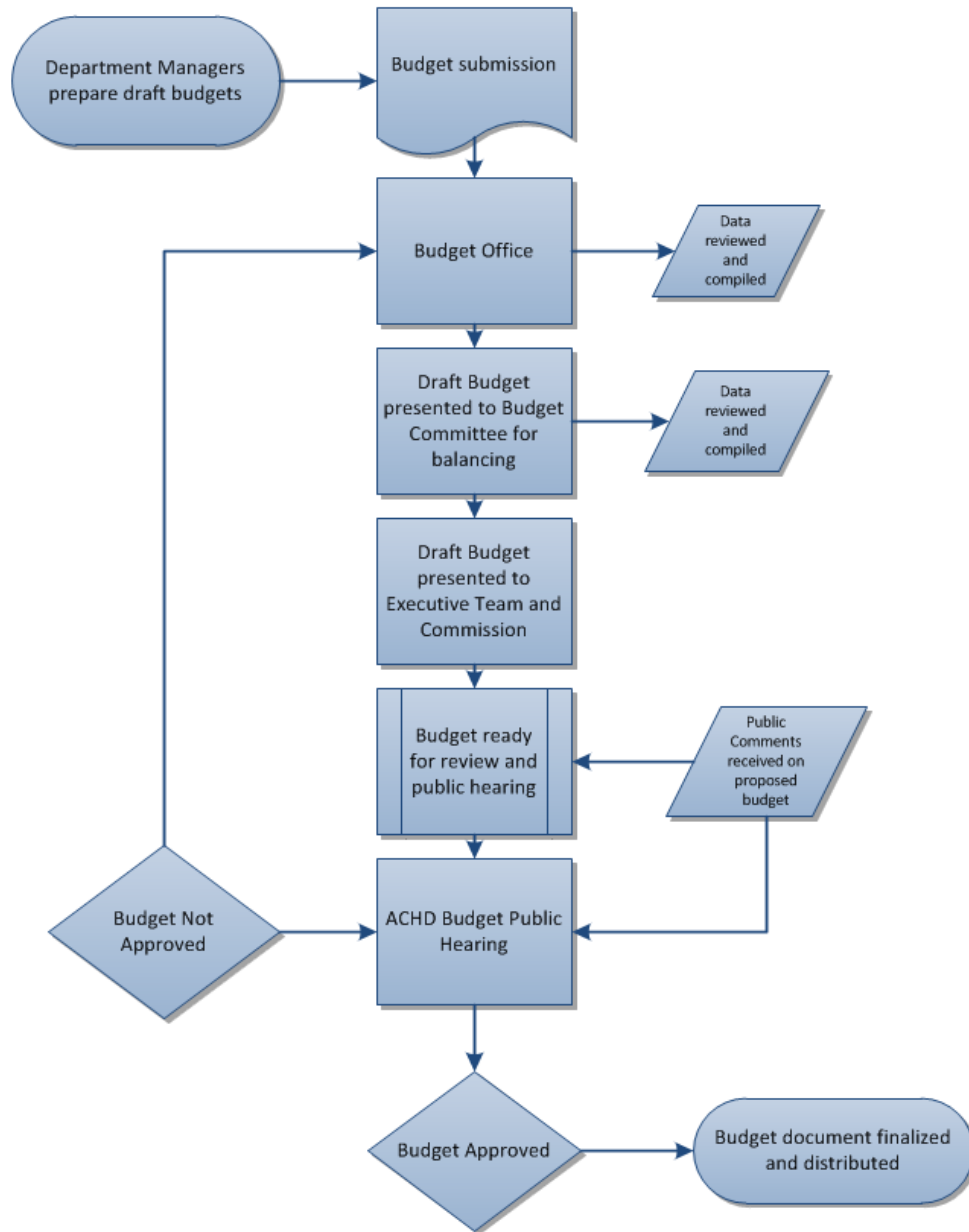 Department Managers
prepare draft budgets
Budget submission
Budget Office
Data
reviewed
and
compiled
Draft Budget
presented to Budget
Committee for
balancing
Data
reviewed
and
compiled
Draft Budget
presented to
Executive Team and
Commission
Budget ready
for review and
public hearing
Public
Comments
received on
proposed
budget
Budget Not
Approved
ACHD Budget Public
Hearing
Budget Approved
Budget document finalized
and distributed